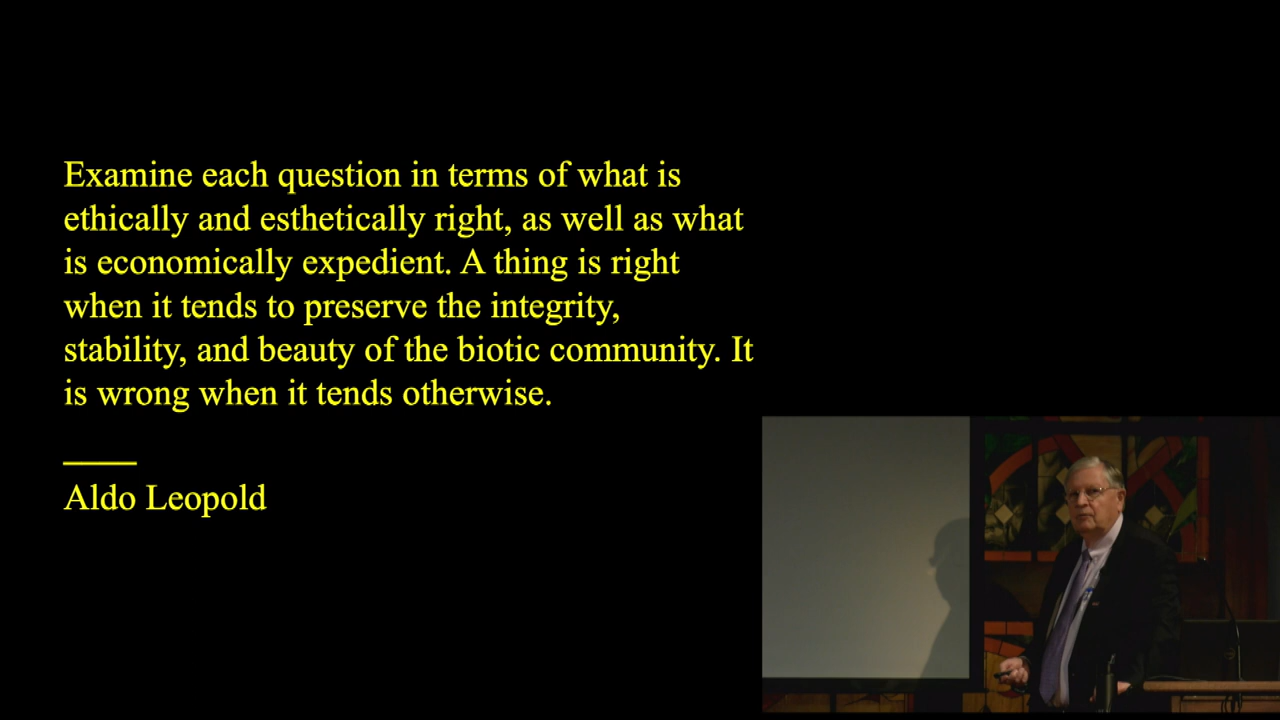 Examine each question in terms of what is
ethically and esthetically right, as well as what
is economically expedient. A thing is right
when it tends to preserve the integrity,
stability, and beauty of the biotic community. It
is wrong when it tends otherwise.
Aldo Leopold